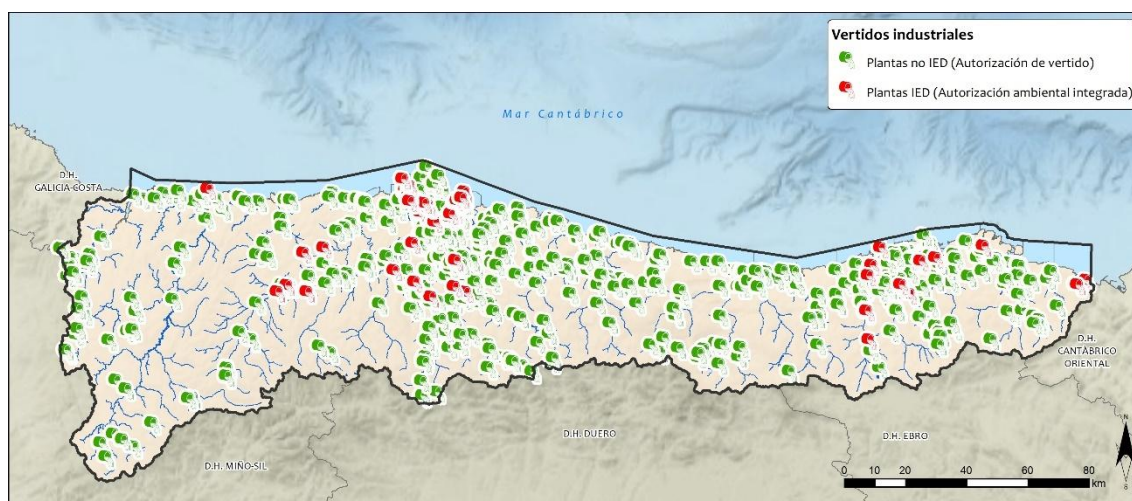 Vertidos industriales
Plantas no IED (Autorización de vertido)
Plantas IED (Autorización ambiental integrada)
Mar Cantábrico
D.H.
GALICIA-COSTA
D.H.
CANTÁBRICO
ORIENTAL
D.H. DUERO
D.H. EBRO
D.H. MIÑO-SIL
N
S
0 10 20 40 60 80
km